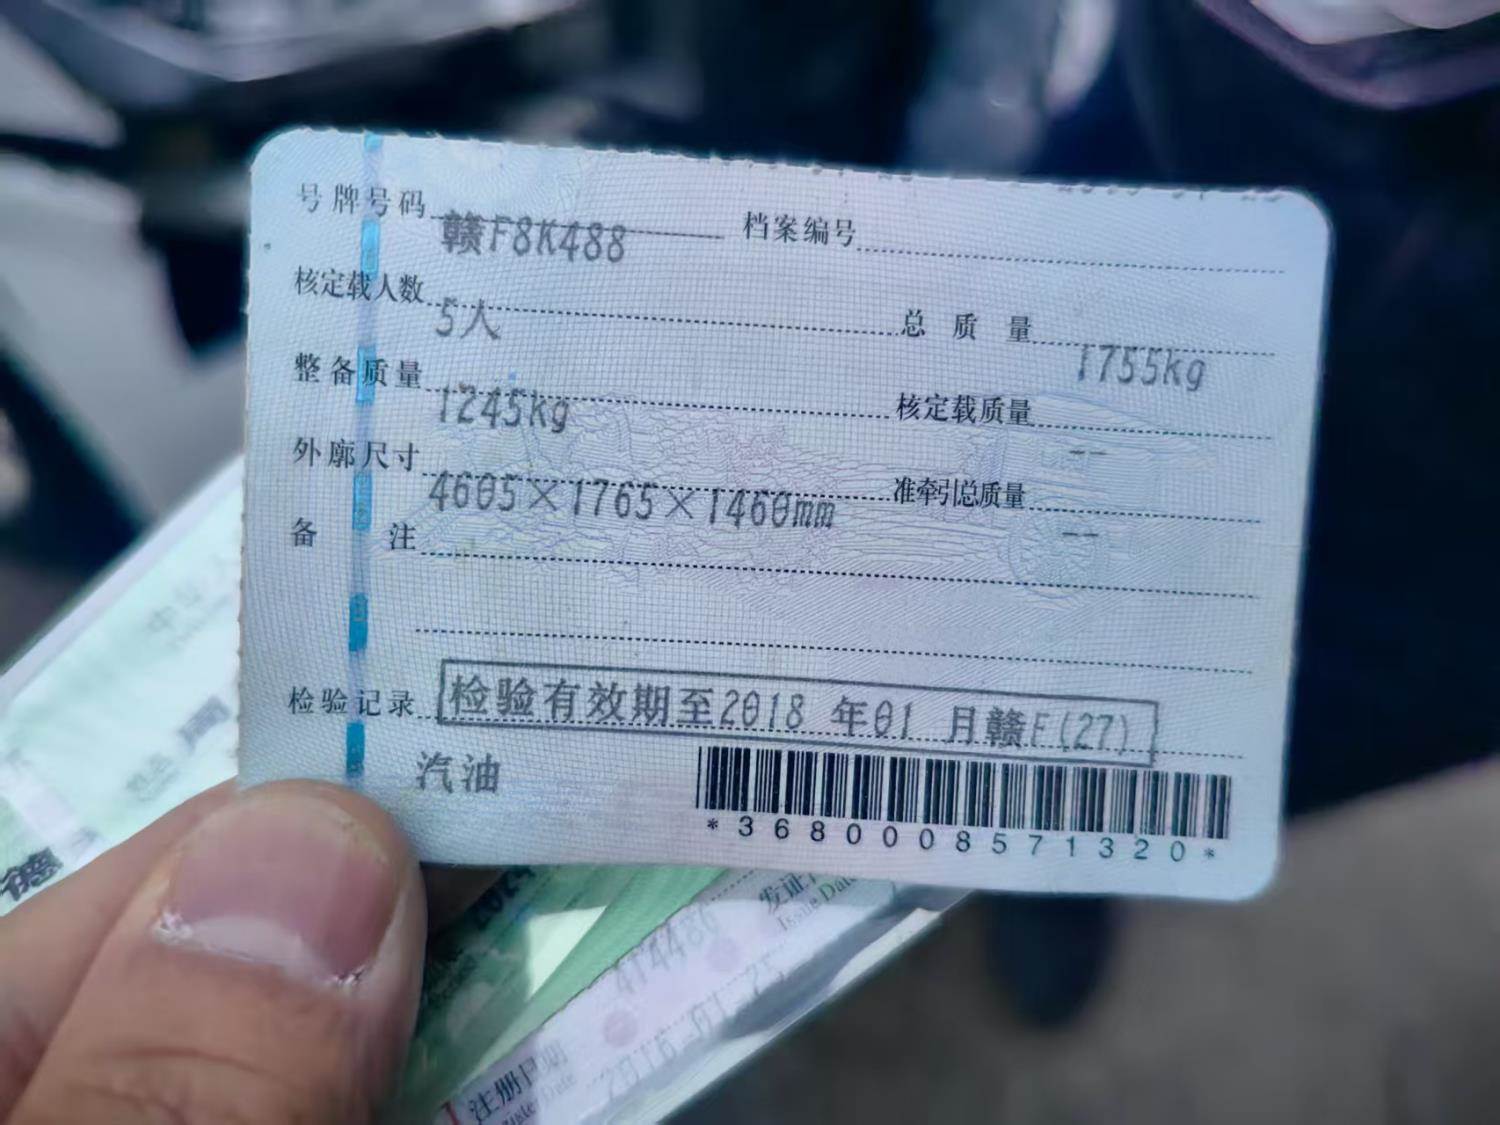 号牌号码 赣F8K488 档案编号
核定载人数 5人 总质量 1755kg
整备质量 1245kg 核定载质量 --
外廓尺寸 4605×1765×1460mm 准牵引总质量 --
备注
检验记录 检验有效期至2018 年01 月赣F(27)
汽油
*3680008571320*
德
发证
Issue Date
2016-01-25
注册日期